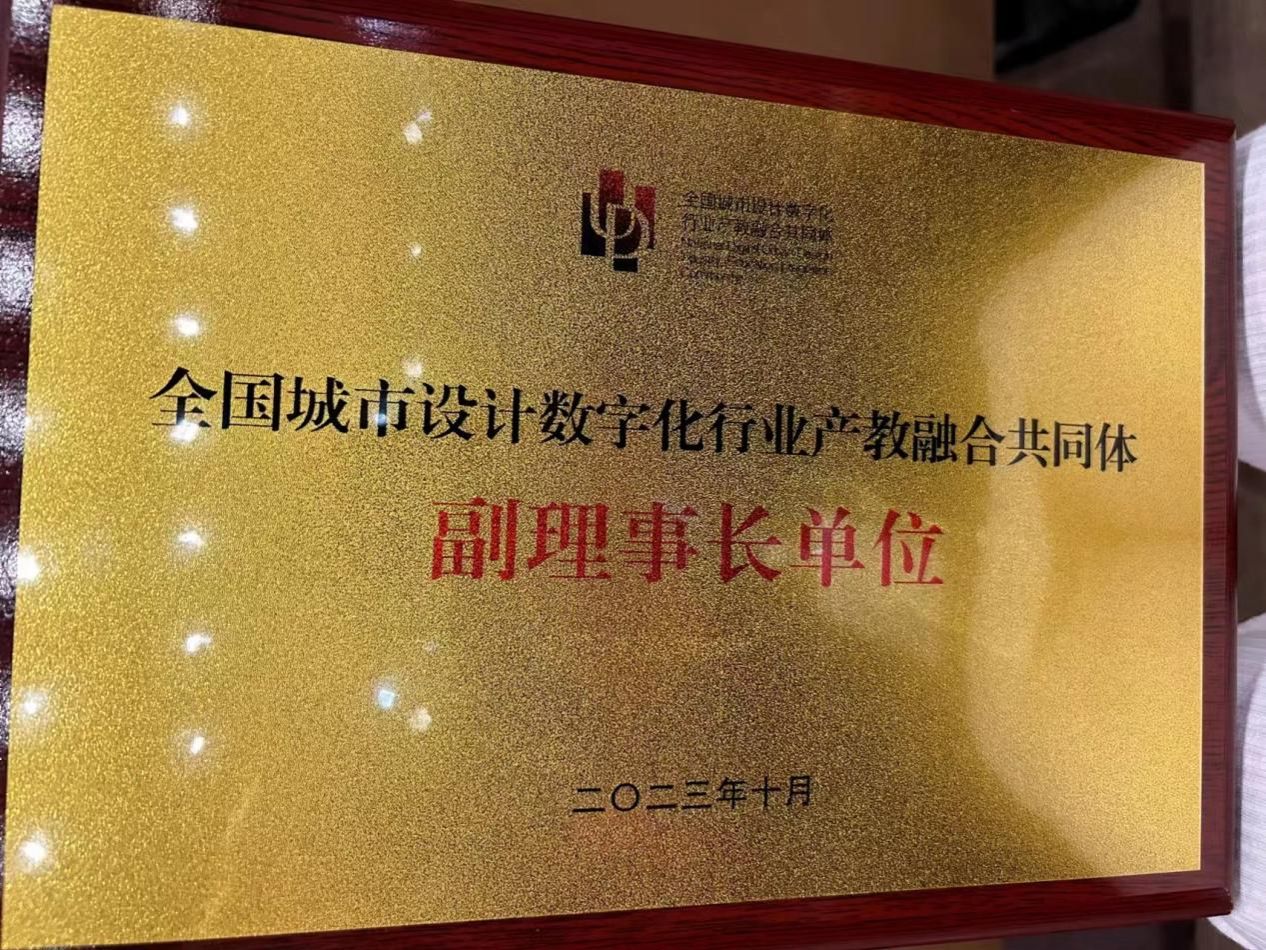 全国城市设计数字化
行业产教融合共同体
全国城市设计数字化行业产教融合共同体
副理事长单位
二〇二三年十月